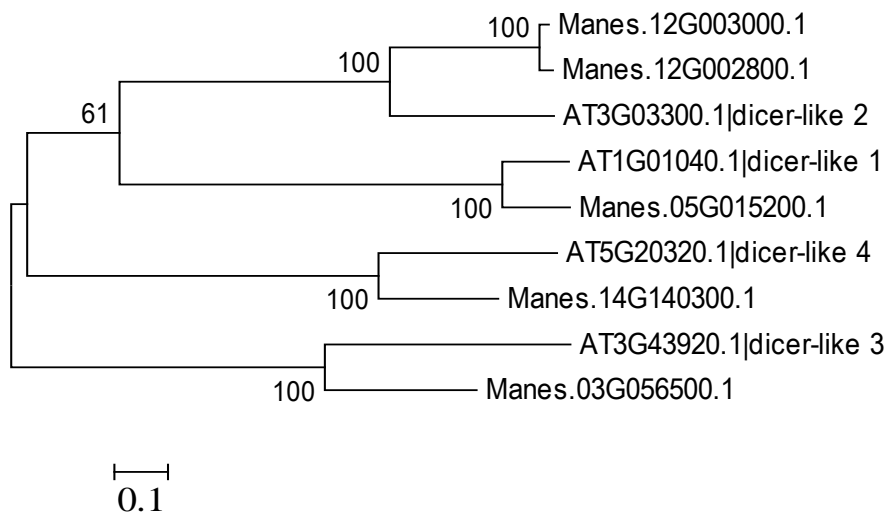 100
Manes.12G003000.1
100
Manes.12G002800.1
61
AT3G03300.1|dicer-like 2
AT1G01040.1|dicer-like 1
100
Manes.05G015200.1
AT5G20320.1|dicer-like 4
100
Manes.14G140300.1
AT3G43920.1|dicer-like 3
100
Manes.03G056500.1
0.1